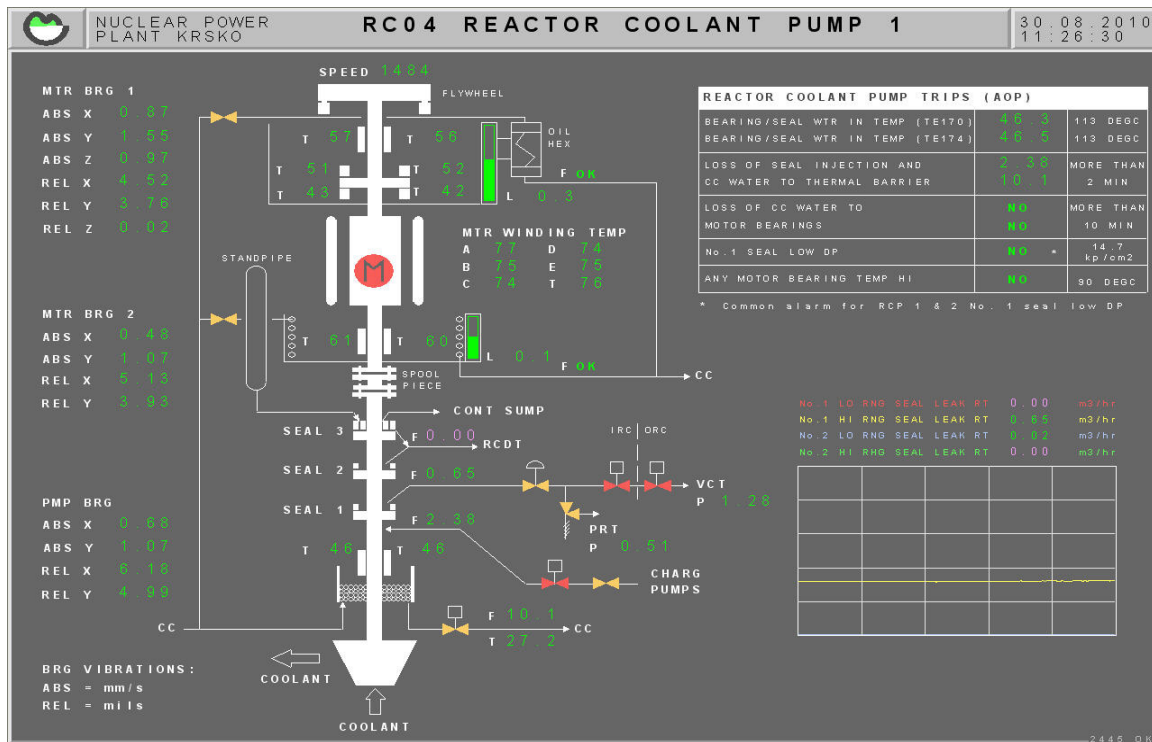 NUCLEAR POWER
PLANT KRSKO
RC04 REACTOR COOLANT PUMP 1
30.08.2010
11:26:30
SPEED 1484
FLYWHEEL
MTR BRG 1
ABS X 0.87
ABS Y 1.55
ABS Z 0.97
REL X 4.52
REL Y 3.76
REL Z 0.02
T 57 T 56
T 51 T 52
T 43 T 42
OIL
HEX
F OK
L 0.3
MTR WINDING TEMP
A 77 D 74
B 75 E 75
C 74 T 76
M
STANDPIPE
MTR BRG 2
ABS X 0.48
ABS Y 1.07
REL X 5.13
REL Y 3.93
T 61 T 60
L 0.1
F OK
CC
SPOOL
PIECE
CONT SUMP
SEAL 3
F 0.00
RCDT
SEAL 2
F 0.65
IRC ORC
VCT
P 1.28
SEAL 1
F 2.38
PRT
P 0.51
PMP BRG
ABS X 0.68
ABS Y 1.07
REL X 6.18
REL Y 4.99
T 46 T 46
CHARG
PUMPS
CC
F 10.1
CC
T 27.2
COOLANT
COOLANT
BRG VIBRATIONS:
ABS = mm/s
REL = mils
REACTOR COOLANT PUMP TRIPS (AOP)
BEARING/SEAL WTR IN TEMP (TE170) 46.3 113 DEGC
BEARING/SEAL WTR IN TEMP (TE174) 46.5 113 DEGC
LOSS OF SEAL INJECTION AND 2.38 MORE THAN
CC WATER TO THERMAL BARRIER 10.1 2 MIN
LOSS OF CC WATER TO NO MORE THAN
MOTOR BEARINGS NO 10 MIN
No.1 SEAL LOW DP NO * 14.7 kp/cm2
ANY MOTOR BEARING TEMP HI NO 90 DEGC
* Common alarm for RCP 1 & 2 No. 1 seal low DP
No.1 LO RNG SEAL LEAK RT 0.00 m3/hr
No.1 HI RNG SEAL LEAK RT 0.65 m3/hr
No.2 LO RNG SEAL LEAK RT 0.02 m3/hr
No.2 HI RHG SEAL LEAK RT 0.00 m3/hr
2445 OK